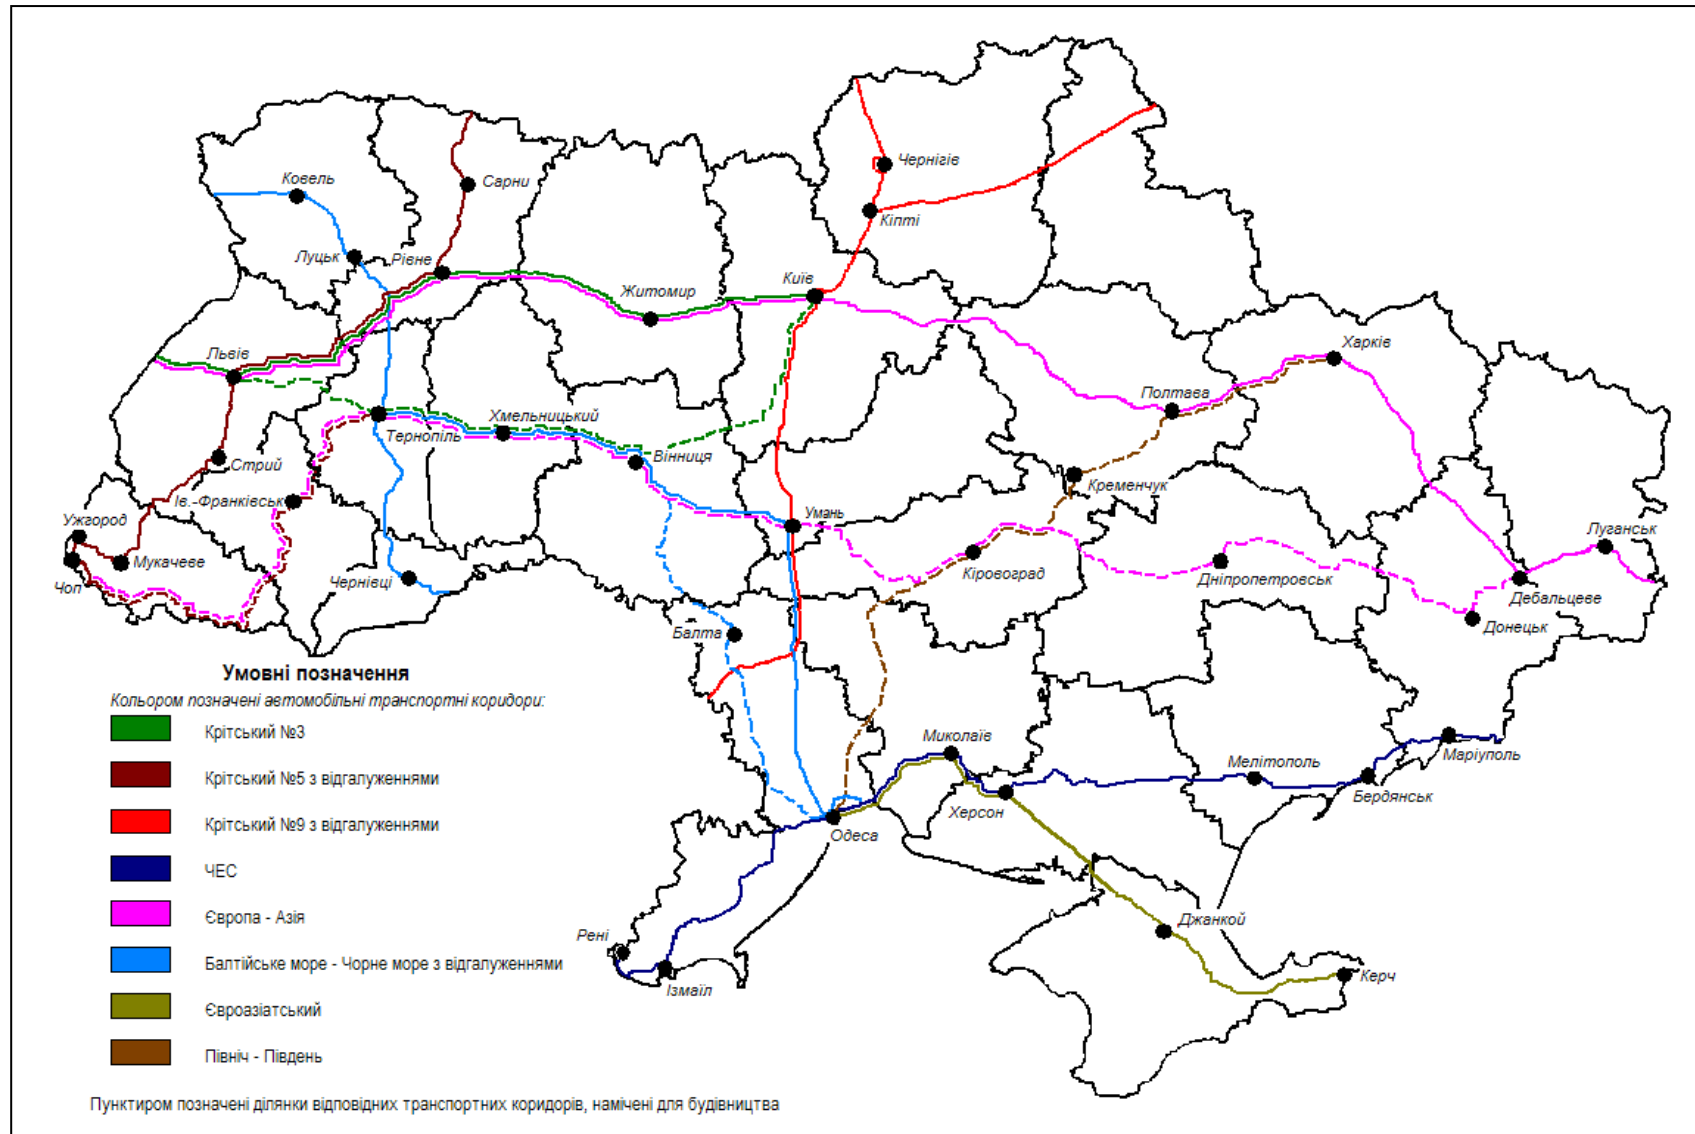 Чернігів
Ковель
Сарни
Кіпті
Луцьк
Рівне
Київ
Житомир
Львів
Харків
Полтава
Хмельницький
Тернопіль
Вінниця
Стрий
Кременчук
Ів.-Франківськ
Ужгород
Умань
Луганськ
Мукачеве
Чоп
Чернівці
Кіровоград
Дніпропетровськ
Дебальцеве
Балта
Донецьк
Миколаїв
Маріуполь
Мелітополь
Бердянськ
Херсон
Одеса
Джанкой
Рені
Ізмаїл
Керч
Умовні позначення
Кольором позначені автомобільні транспортні коридори:
Крітський №3
Крітський №5 з відгалуженнями
Крітський №9 з відгалуженнями
ЧЕС
Європа - Азія
Балтійське море - Чорне море з відгалуженнями
Євроазіатський
Північ - Південь
Пунктиром позначені ділянки відповідних транспортних коридорів, намічені для будівництва